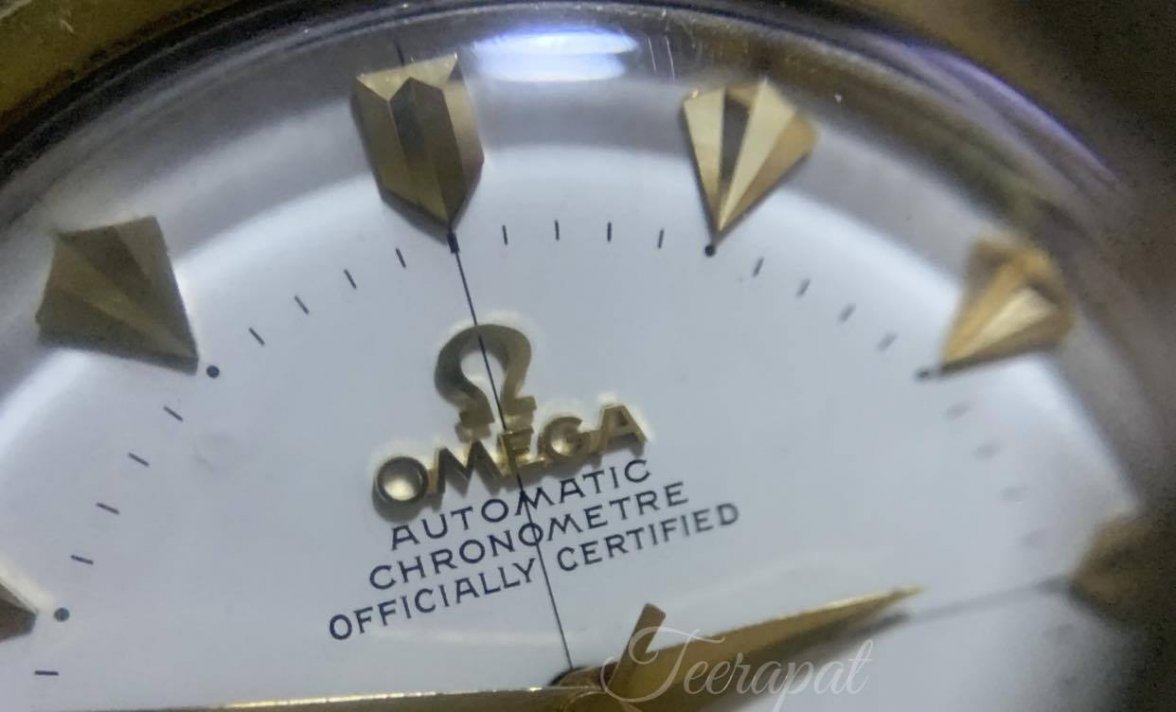 Ω
OMEGA
AUTOMATIC
CHRONOMETRE
OFFICIALLY CERTIFIED
Teerapat